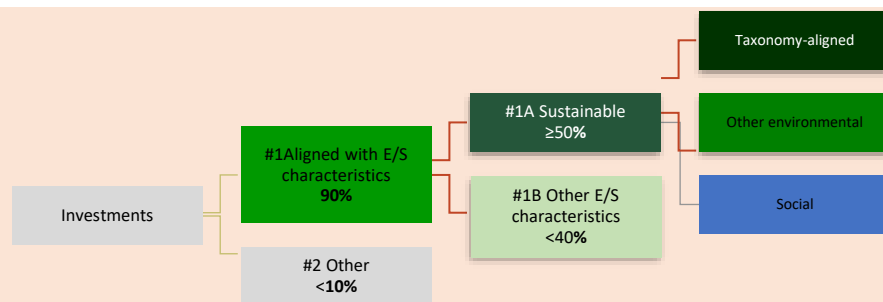 Taxonomy-aligned
#1A Sustainable
≥50%
Other environmental
#1Aligned with E/S
characteristics
90%
#1B Other E/S
characteristics
<40%
Social
Investments
#2 Other
<10%